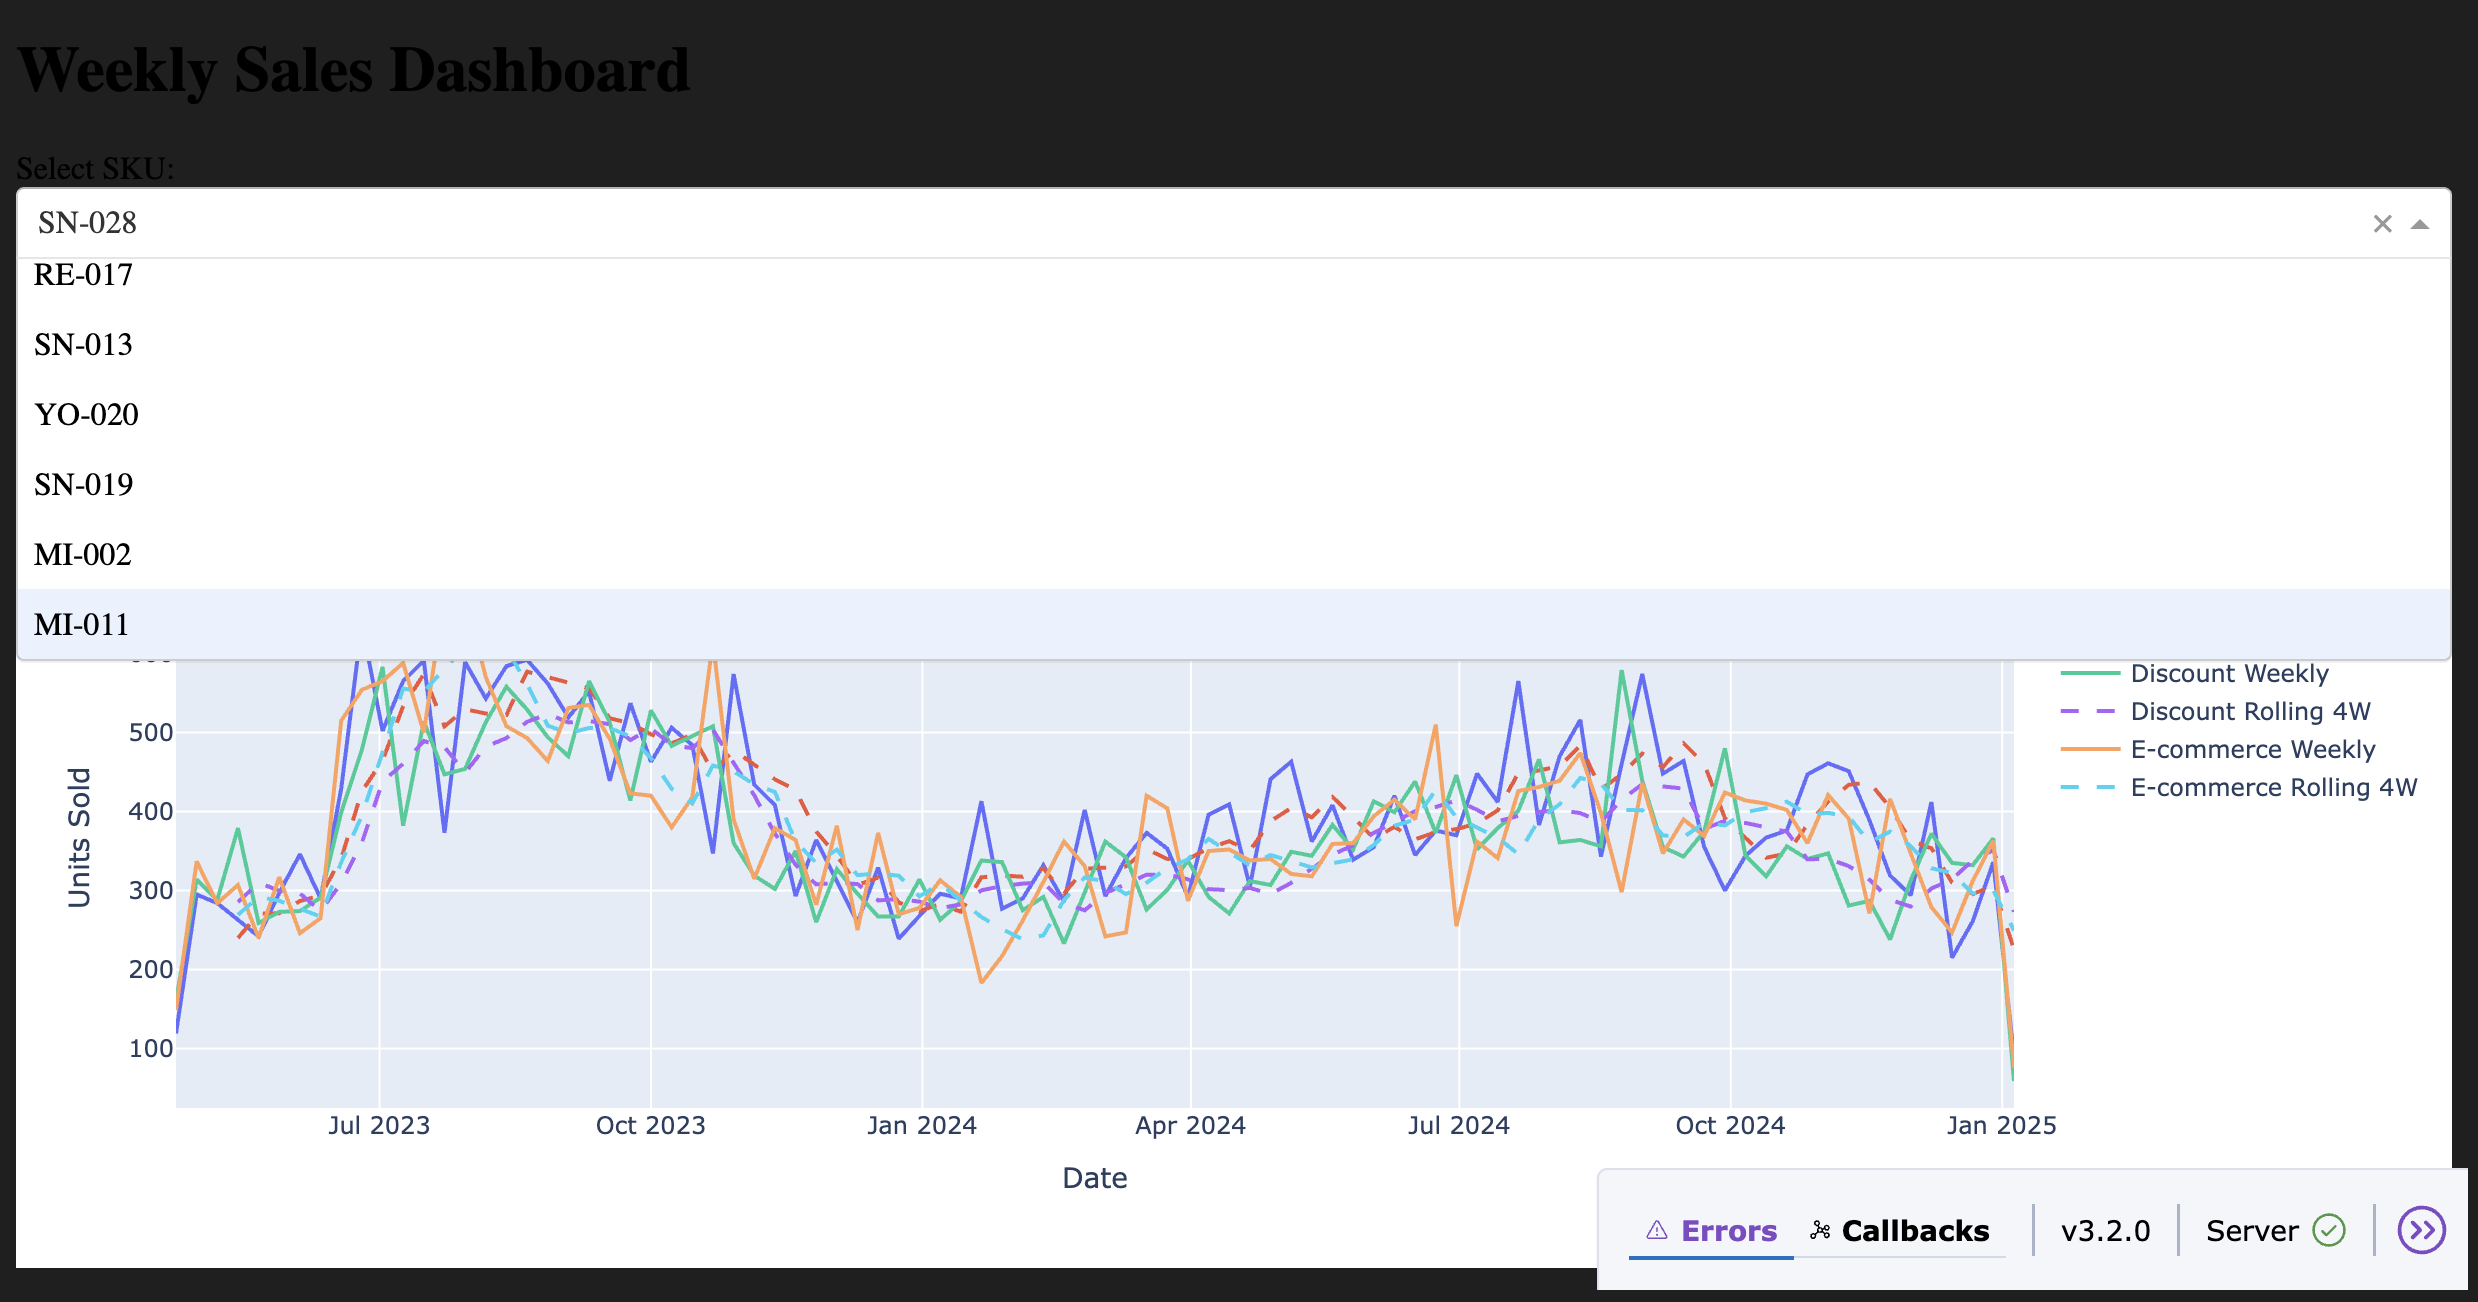 Weekly Sales Dashboard
Select SKU:
SN-028
RE-017
SN-013
YO-020
SN-019
MI-002
MI-011
500
400
300
200
100
Units Sold
Jul 2023
Oct 2023
Jan 2024
Apr 2024
Jul 2024
Oct 2024
Jan 2025
Date
Discount Weekly
Discount Rolling 4W
E-commerce Weekly
E-commerce Rolling 4W
Errors Callbacks v3.2.0 Server